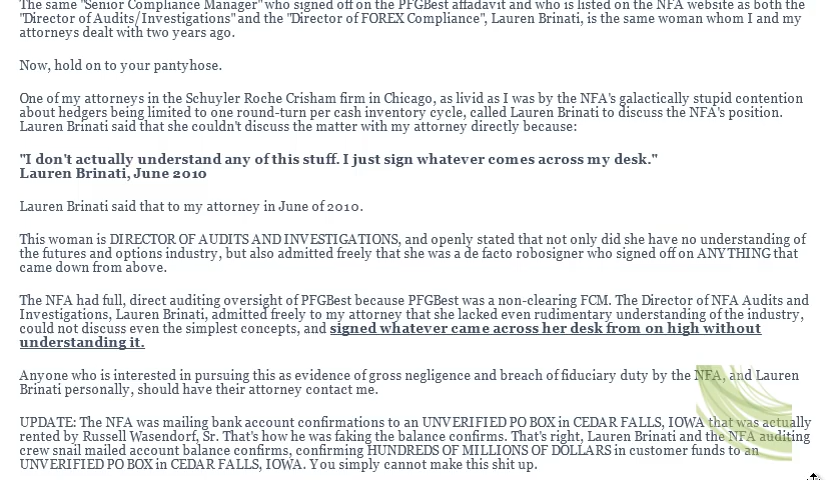 The same "Senior Compliance Manager" who signed off on the PFGBest affadavit and who is listed on the NFA website as both the
"Director of Audits/Investigations" and the "Director of FOREX Compliance", Lauren Brinati, is the same woman whom I and my
attorneys dealt with two years ago.
Now, hold on to your pantyhose.
One of my attorneys in the Schuyler Roche Crisham firm in Chicago, as livid as I was by the NFA's galactically stupid contention
about hedgers being limited to one round-turn per cash inventory cycle, called Lauren Brinati to discuss the NFA's position.
Lauren Brinati said that she couldn't discuss the matter with my attorney directly because:
"I don't actually understand any of this stuff. I just sign whatever comes across my desk."
Lauren Brinati, June 2010
Lauren Brinati said that to my attorney in June of 2010.
This woman is DIRECTOR OF AUDITS AND INVESTIGATIONS, and openly stated that not only did she have no understanding of
the futures and options industry, but also admitted freely that she was a de facto robosigner who signed off on ANYTHING that
came down from above.
The NFA had full, direct auditing oversight of PFGBest because PFGBest was a non-clearing FCM. The Director of NFA Audits and
Investigations, Lauren Brinati, admitted freely to my attorney that she lacked even rudimentary understanding of the industry,
could not discuss even the simplest concepts, and signed whatever came across her desk from on high without
understanding it.
Anyone who is interested in pursuing this as evidence of gross negligence and breach of fiduciary duty by the NFA, and Lauren
Brinati personally, should have their attorney contact me.
UPDATE: The NFA was mailing bank account confirmations to an UNVERIFIED PO BOX in CEDAR FALLS, IOWA that was actually
rented by Russell Wasendorf, Sr. That's how he was faking the balance confirms. That's right, Lauren Brinati and the NFA auditing
crew snail mailed account balance confirms, confirming HUNDREDS OF MILLIONS OF DOLLARS in customer funds to an
UNVERIFIED PO BOX in CEDAR FALLS, IOWA. You simply cannot make this shit up.